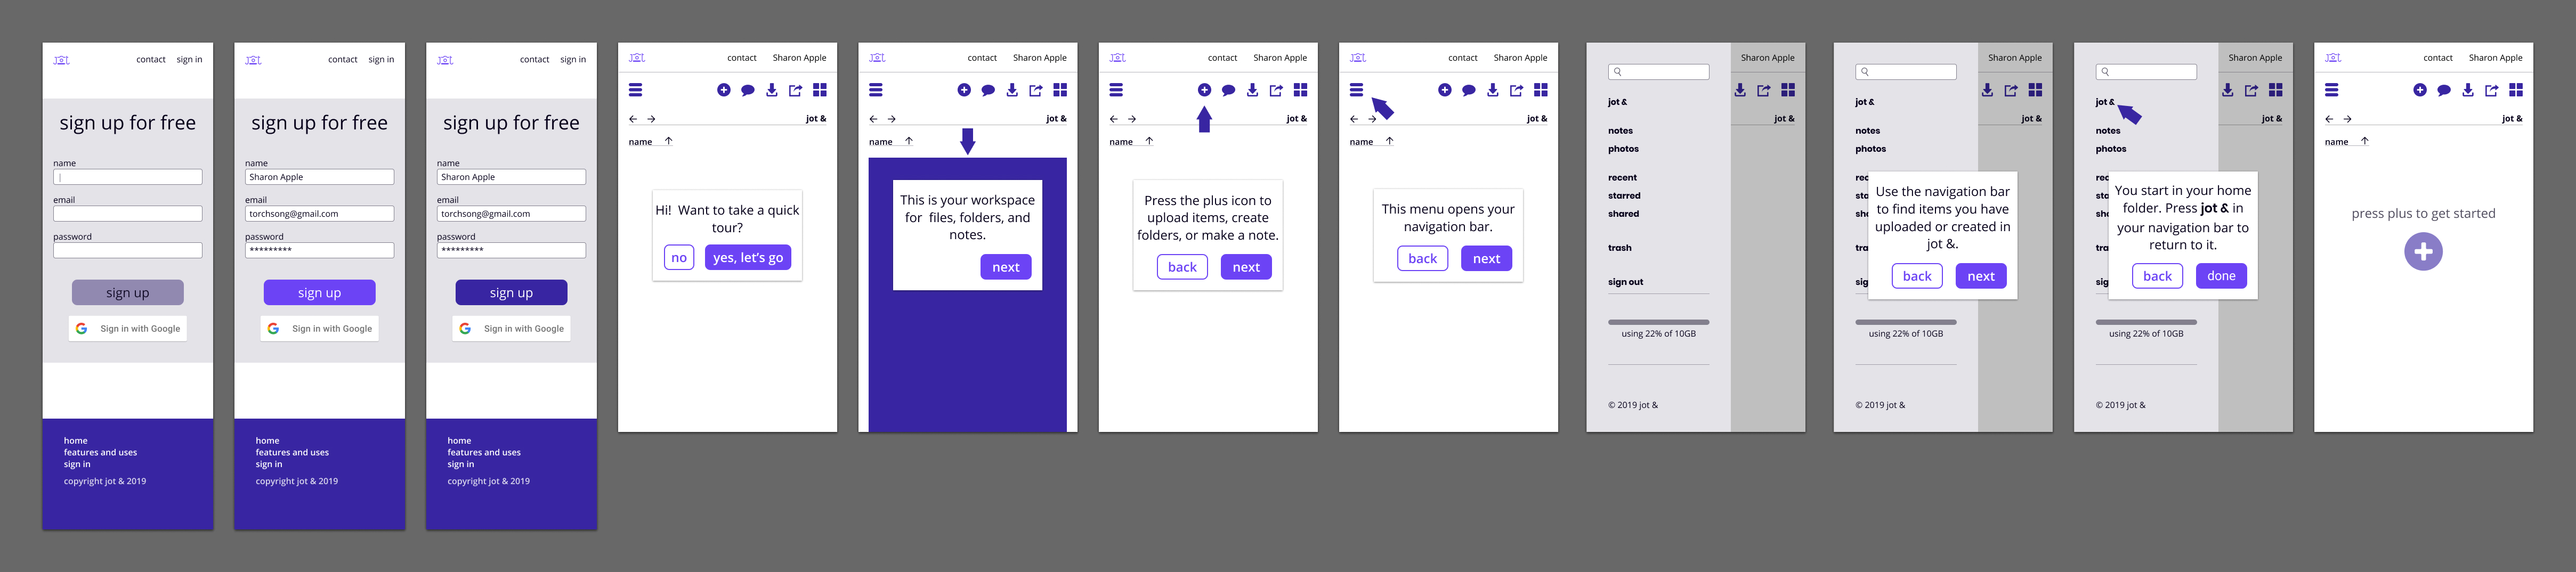 contact sign in
sign up for free
name
email
password
sign up
Sign in with Google
home
features and uses
sign in
copyright jot & 2019
contact sign in
sign up for free
name
Sharon Apple
email
torchsong@gmail.com
password
*********
sign up
Sign in with Google
home
features and uses
sign in
copyright jot & 2019
contact sign in
sign up for free
name
Sharon Apple
email
torchsong@gmail.com
password
*********
sign up
Sign in with Google
home
features and uses
sign in
copyright jot & 2019
contact Sharon Apple
jot &
name
Hi! Want to take a quick
tour?
no yes, let's go
contact Sharon Apple
jot &
name
This is your workspace
for files, folders, and
notes.
next
contact Sharon Apple
jot &
name
Press the plus icon to
upload items, create
folders, or make a note.
back next
contact Sharon Apple
jot &
name
This menu opens your
navigation bar.
back next
Sharon Apple
jot &
jot &
notes
photos
recent
starred
shared
trash
sign out
using 22% of 10GB
© 2019 jot &
Sharon Apple
jot &
jot &
notes
photos
rec
sta
sha
tra
sig
Use the navigation bar
to find items you have
uploaded or created in
jot &.
back next
using 22% of 10GB
© 2019 jot &
Sharon Apple
jot &
jot &
notes
photos
rec
sta
sha
tra
sig
You start in your home
folder. Press jot & in
your navigation bar to
return to it.
back done
using 22% of 10GB
© 2019 jot &
contact Sharon Apple
jot &
name
press plus to get started